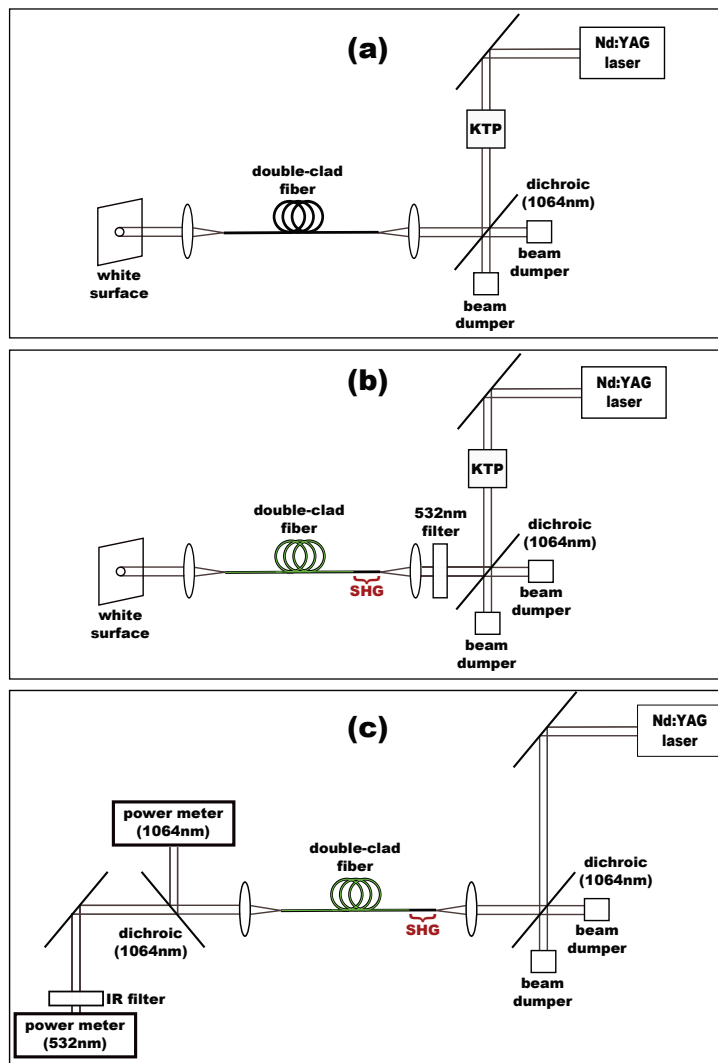 (a)
Nd:YAG
laser
KTP
double-clad
fiber
dichroic
(1064nm)
white
surface
beam
dumper
beam
dumper
(b)
Nd:YAG
laser
KTP
532nm
filter
double-clad
fiber
dichroic
(1064nm)
SHG
white
surface
beam
dumper
beam
dumper
(c)
Nd:YAG
laser
power meter
(1064nm)
double-clad
fiber
dichroic
(1064nm)
dichroic
(1064nm)
SHG
beam
dumper
beam
dumper
IR filter
power meter
(532nm)